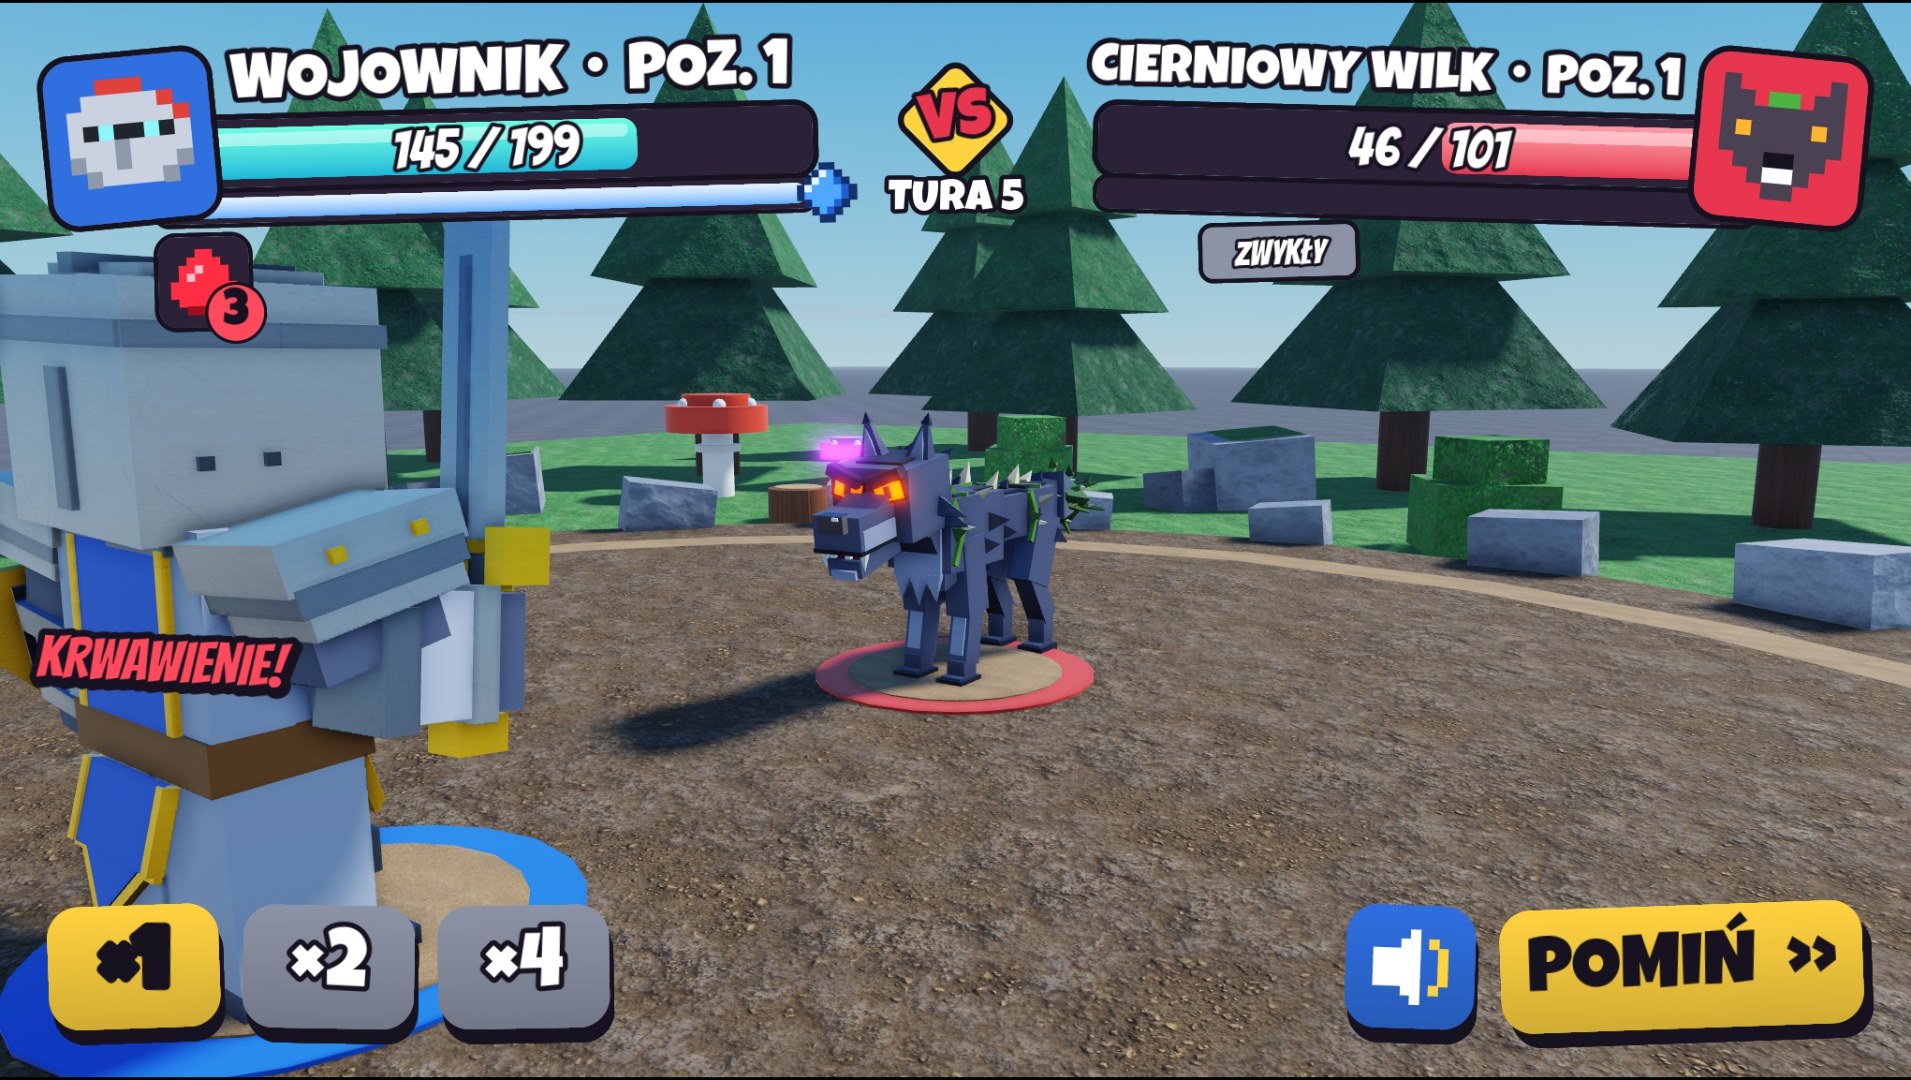 WOJOWNIK • POZ. 1
145 / 199
3
VS
TURA 5
CIERNIOWY WILK • POZ. 1
46 / 101
ZWYKŁY
KRWAWIENIE!
×1
×2
×4
POMIŃ »